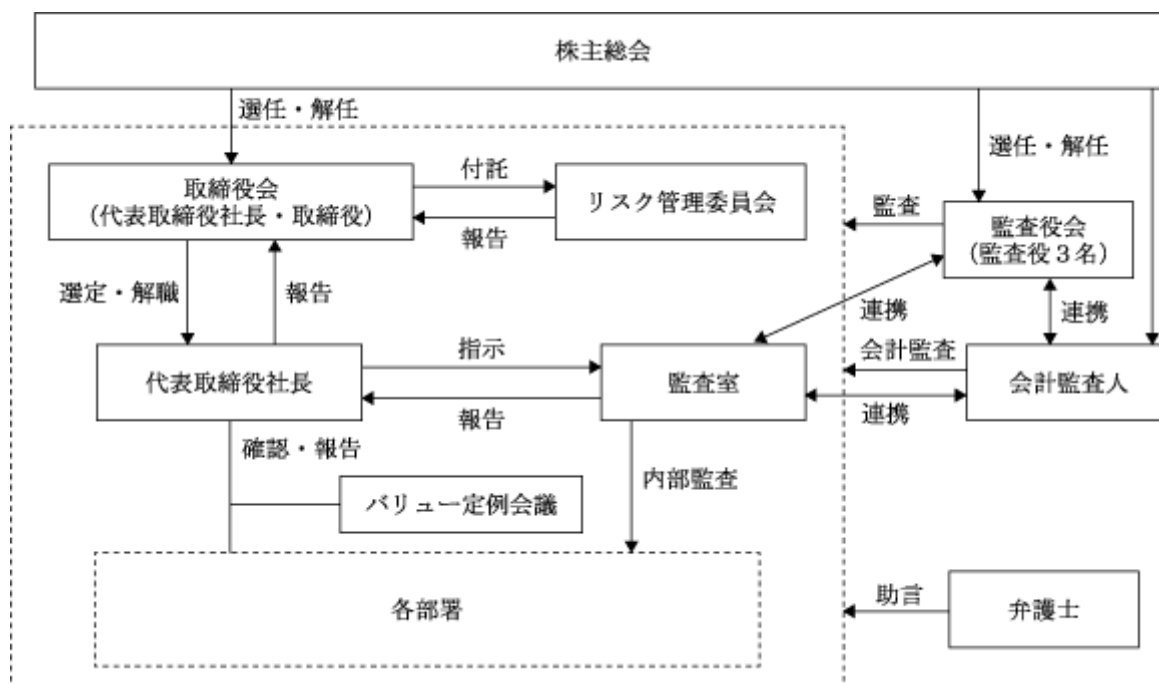 株主総会
選任・解任
選任・解任
取締役会
（代表取締役社長・取締役）
付託
報告
リスク管理委員会
監査
監査役会
（監査役３名）
選定・解職
報告
連携
連携
代表取締役社長
指示
報告
監査室
会計監査
連携
会計監査人
確認・報告
内部監査
バリュー定例会議
各部署
助言
弁護士